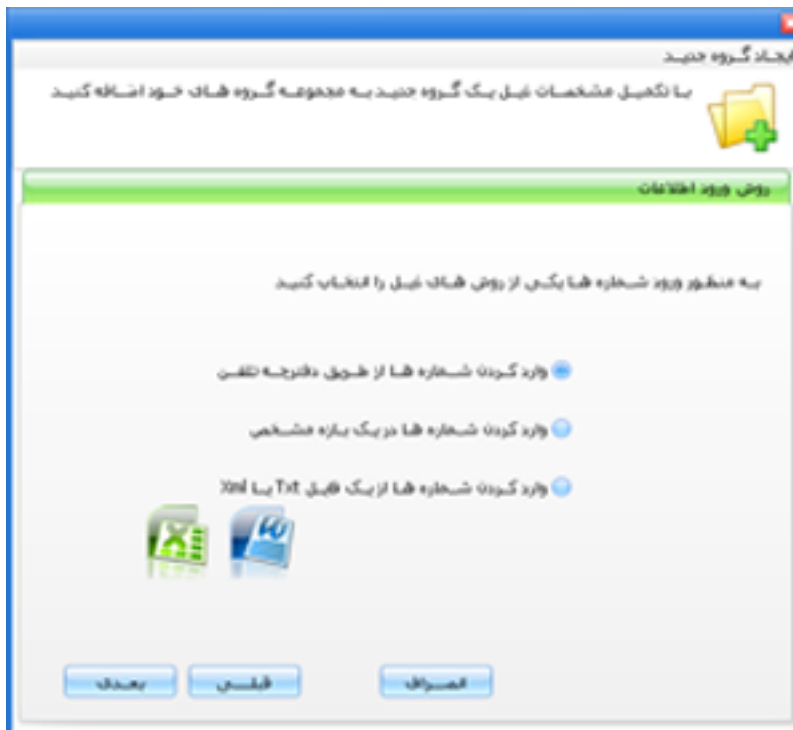 ایجاد گروه جدید
با تکمیل مشخصات ذیل یک گروه جدید به مجموعه گروه های خود اضافه کنید
روش ورود اطلاعات
به منظور ورود شماره ها یکی از روش های ذیل را انتخاب کنید
وارد کردن شماره ها از طریق دفترچه تلفن
وارد کردن شماره ها در یک بازه مشخص
وارد کردن شماره ها از یک فایل Txt یا Xml
انصراف
قبلی
بعدی